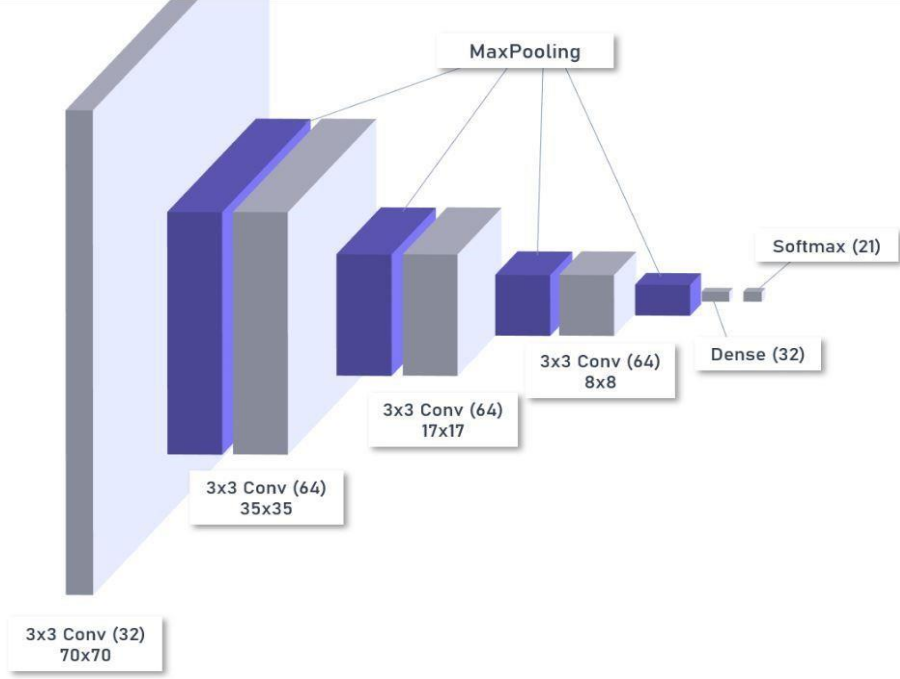 MaxPooling
Softmax (21)
Dense (32)
3x3 Conv (64)
8x8
3x3 Conv (64)
17x17
3x3 Conv (64)
35x35
3x3 Conv (32)
70x70